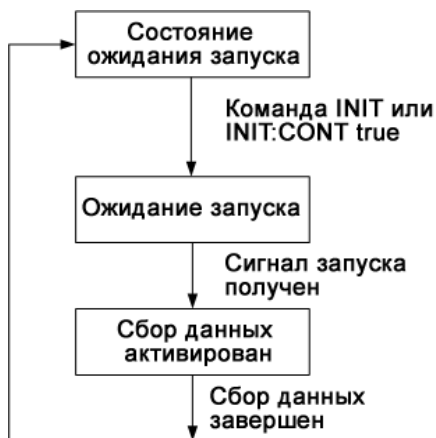 Состояние
ожидания запуска
Команда INIT или
INIT:CONT true
Ожидание запуска
Сигнал запуска
получен
Сбор данных
активирован
Сбор данных
завершен